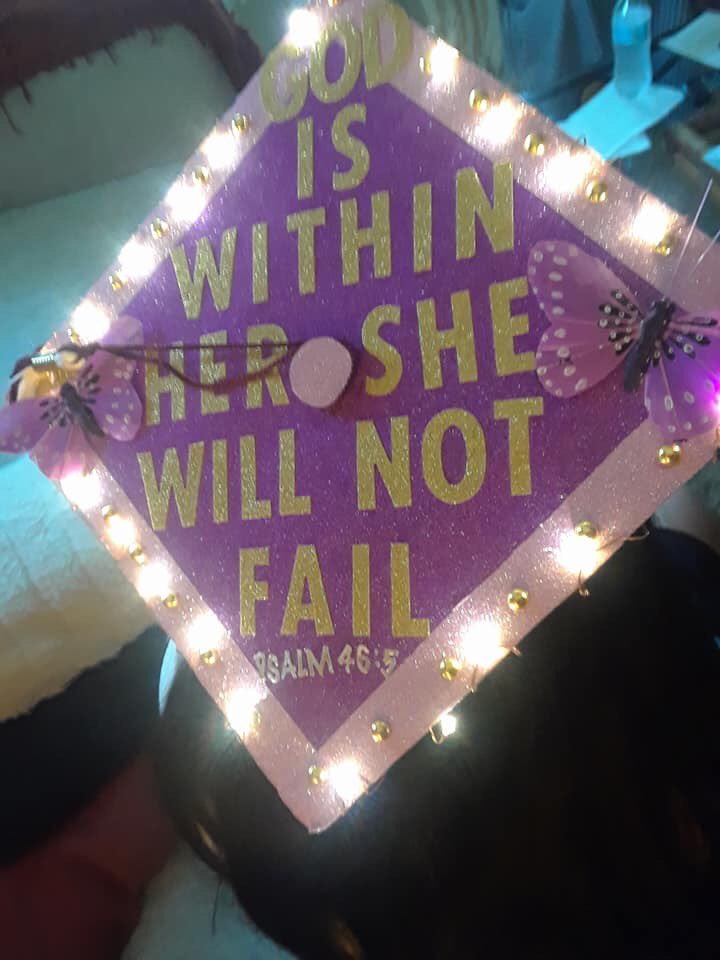 GOD
IS
WITHIN
HER SHE
WILL NOT
FAIL
PSALM 46:5